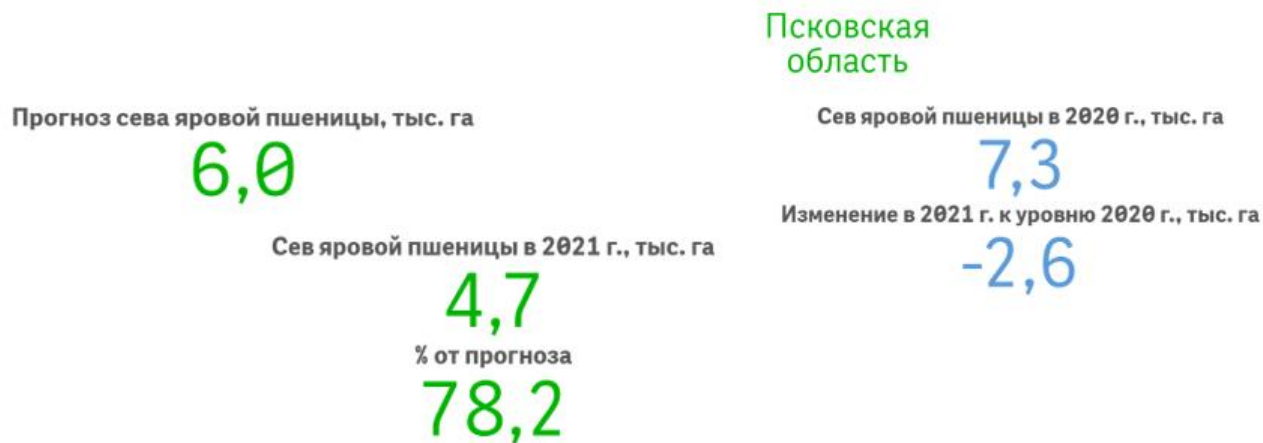 Псковская
область
Прогноз сева яровой пшеницы, тыс. га
6,0
Сев яровой пшеницы в 2021 г., тыс. га
4,7
% от прогноза
78,2
Сев яровой пшеницы в 2020 г., тыс. га
7,3
Изменение в 2021 г. к уровню 2020 г., тыс. га
-2,6